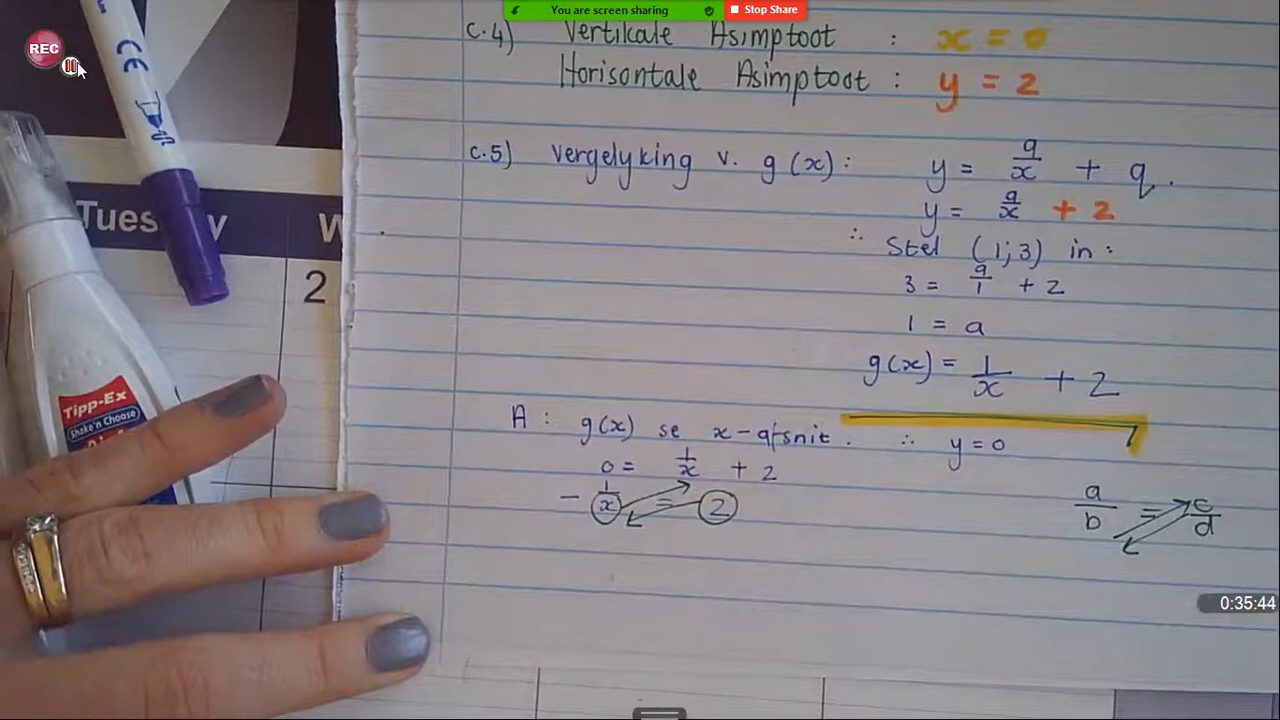 You are screen sharing Stop Share
REC
CE
c.4) Vertikale Asimptoot : x = 0
Horisontale Asimptoot : y = 2
c.5) Vergelyking v. g(x): y = a/x + q.
y = a/x + 2
∴ Stel (1;3) in:
3 = a/1 + 2
1 = a
g(x) = 1/x + 2
A : g(x) se x-afsnit. ∴ y=0
0 = 1/x + 2
- 1/x = 2
a/b = c/d
Tuesday
W
2
Tipp-Ex
Shake'n Choose
0:35:44